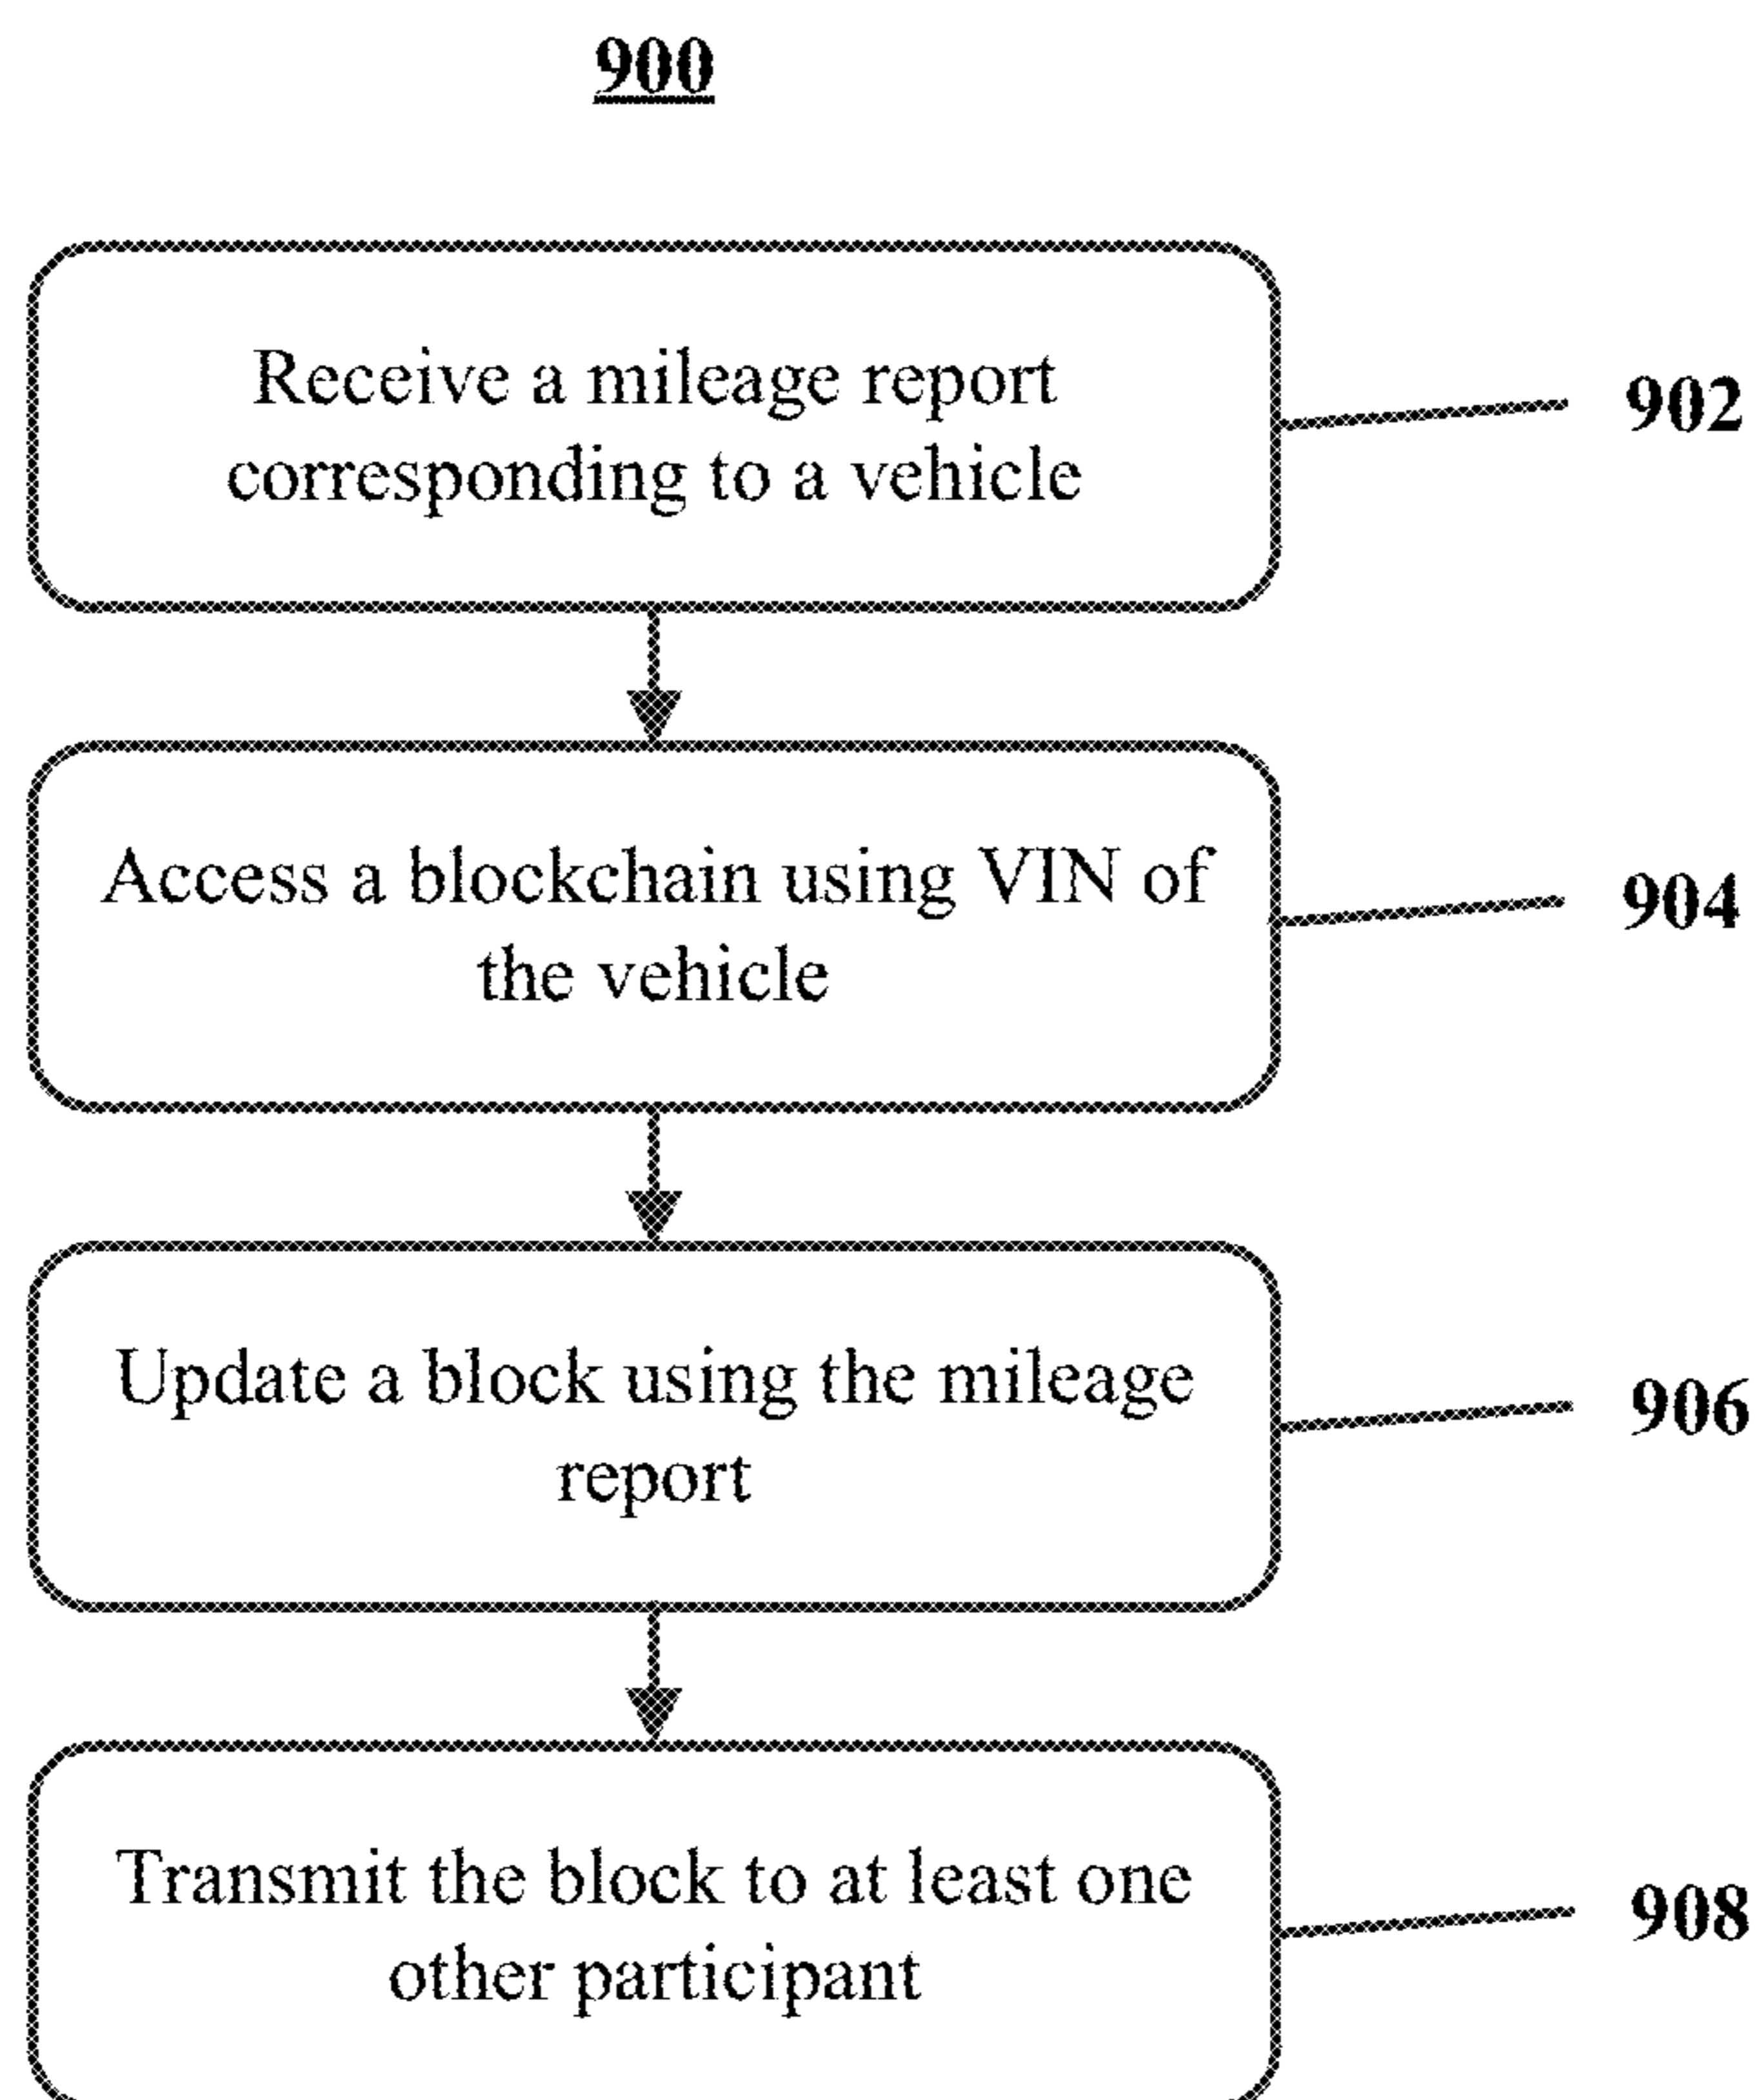 900
Receive a mileage report
corresponding to a vehicle
902
Access a blockchain using VIN of
the vehicle
904
Update a block using the mileage
report
906
Transmit the block to at least one
other participant
908